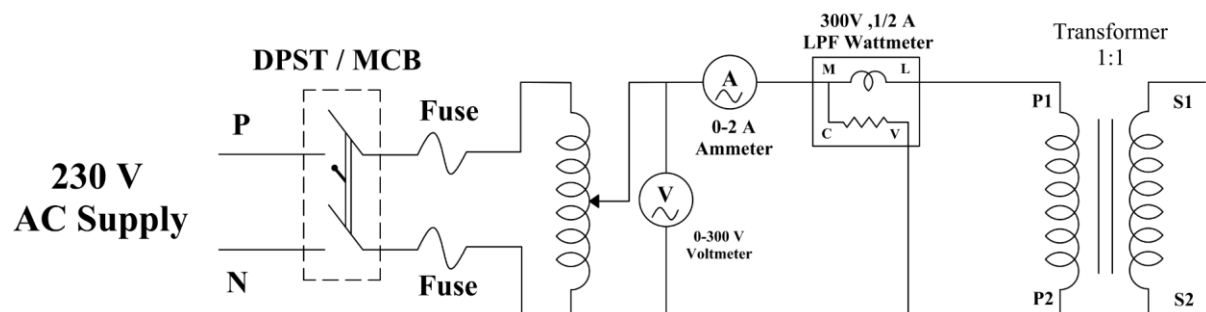 230 V
AC Supply
P
N
DPST / MCB
Fuse
Fuse
V
0-300 V
Voltmeter
A
0-2 A
Ammeter
300V ,1/2 A
LPF Wattmeter
M
L
C
V
Transformer
1:1
P1
P2
S1
S2